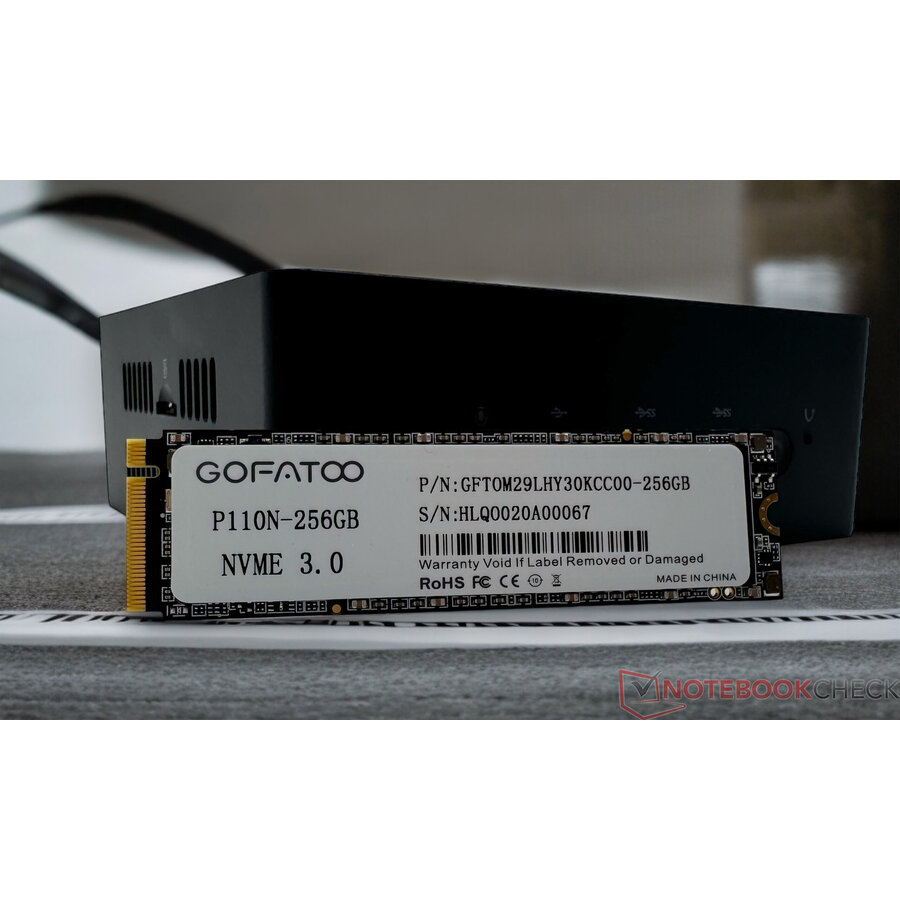 GOFATOO
P110N-256GB
NVME 3.0
P/N:GFTOM29LHY30KCC00-256GB
S/N:HLQ0020A00067
Warranty Void If Label Removed or Damaged
RoHS FC CE 10
MADE IN CHINA
NOTEBOOKCHECK